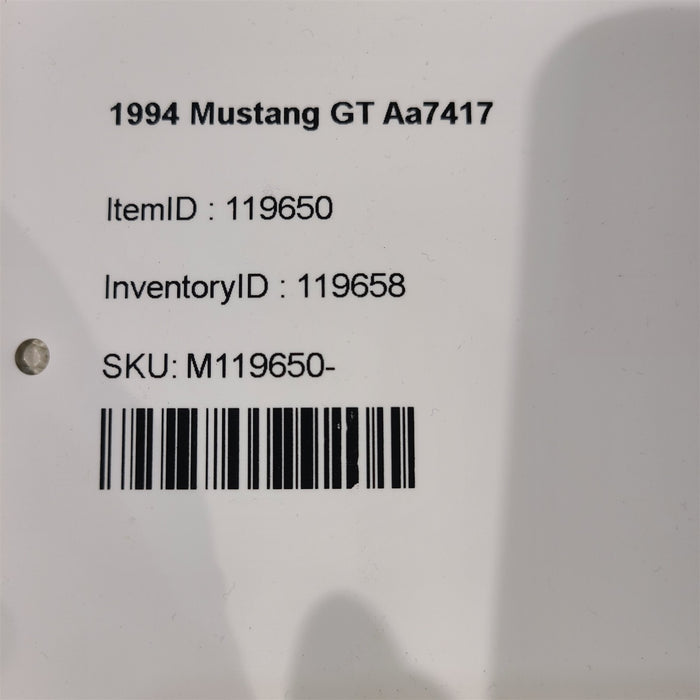 1994 Mustang GT Aa7417
ItemID : 119650
InventoryID : 119658
SKU: M119650-